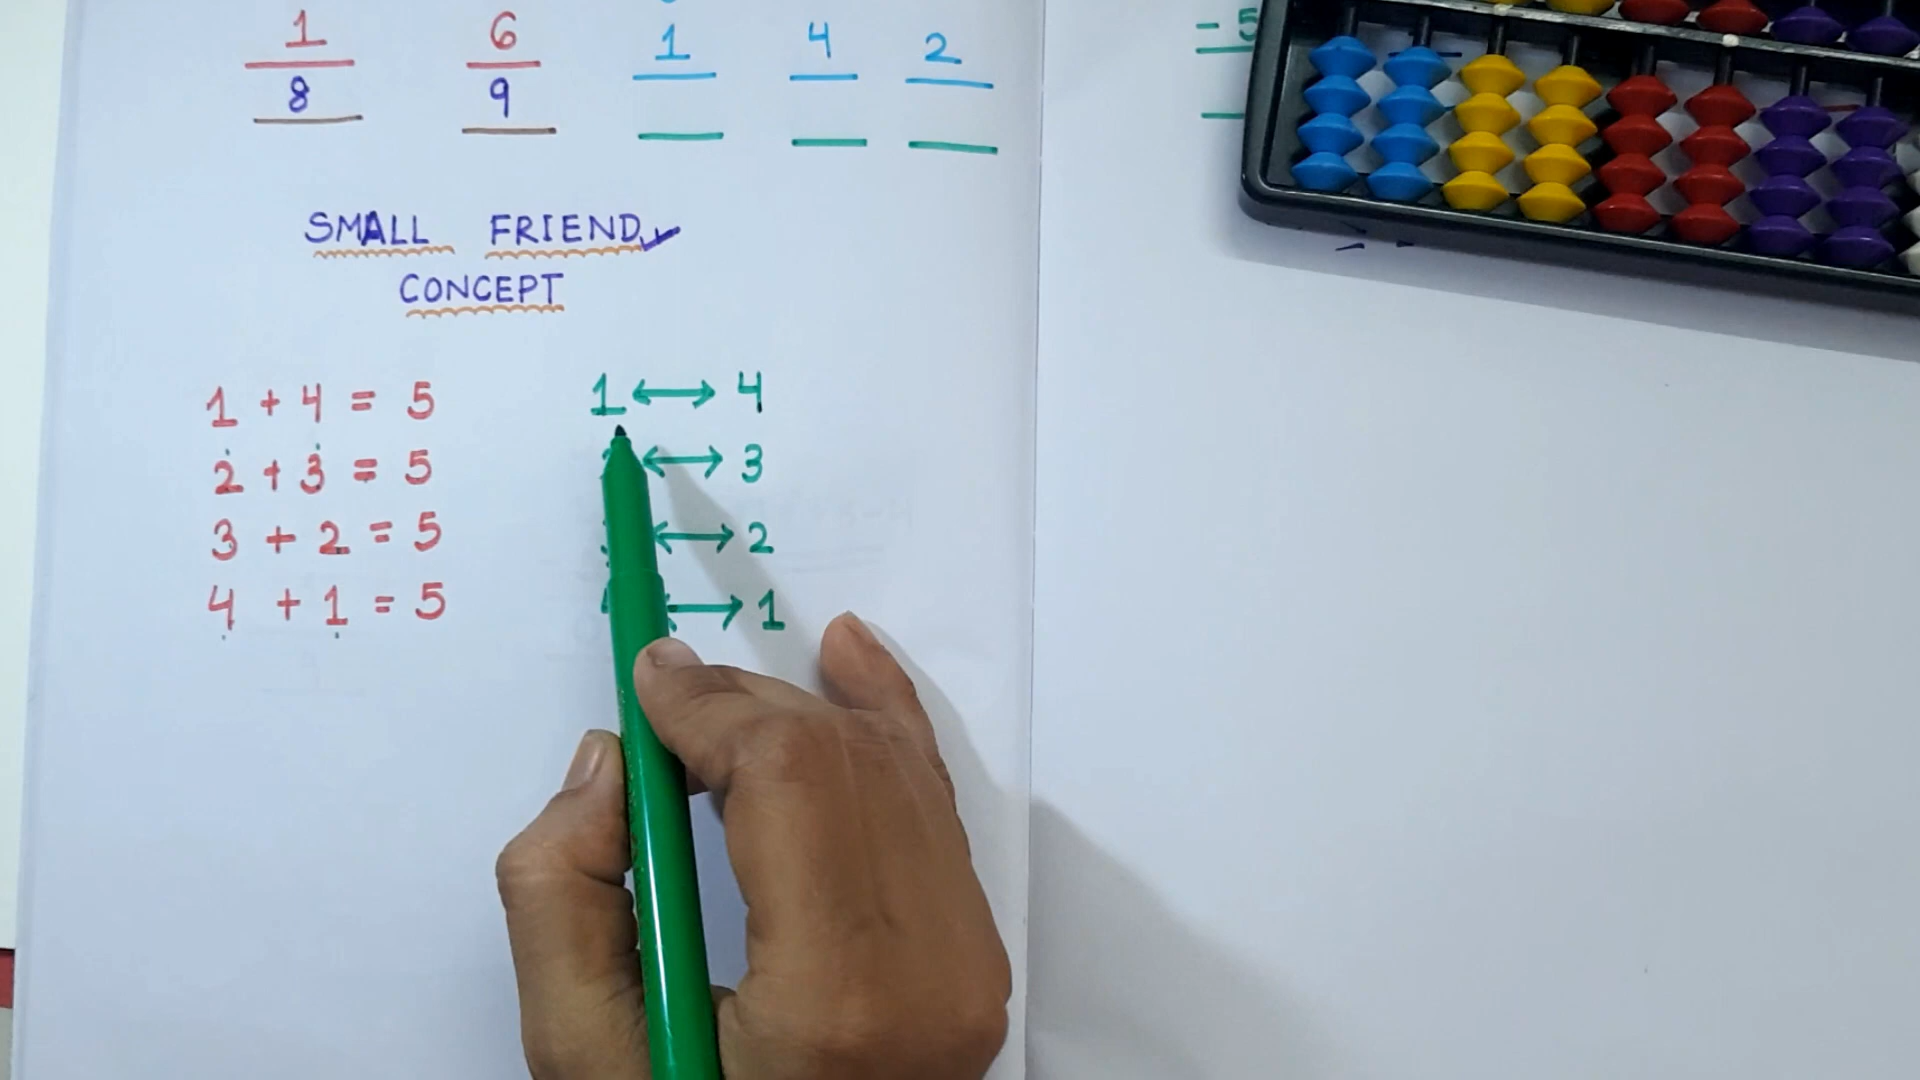 1 6 1 4 2
- 5
8 9
SMALL FRIEND
CONCEPT
1 + 4 = 5
1 ↔ 4
2 + 3 = 5
↔ 3
3 + 2 = 5
↔ 2
4 + 1 = 5
↔ 1